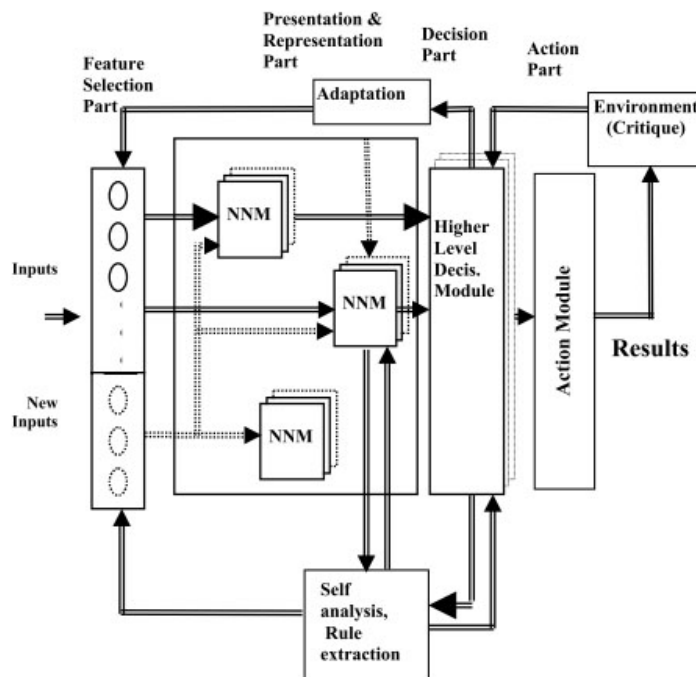 Feature
Selection
Part
Presentation &
Representation
Part
Decision
Part
Action
Part
Adaptation
Environment
(Critique)
NNM
Higher
Level
Decis.
Module
Inputs
NNM
Action Module
Results
New
Inputs
NNM
Self
analysis,
Rule
extraction